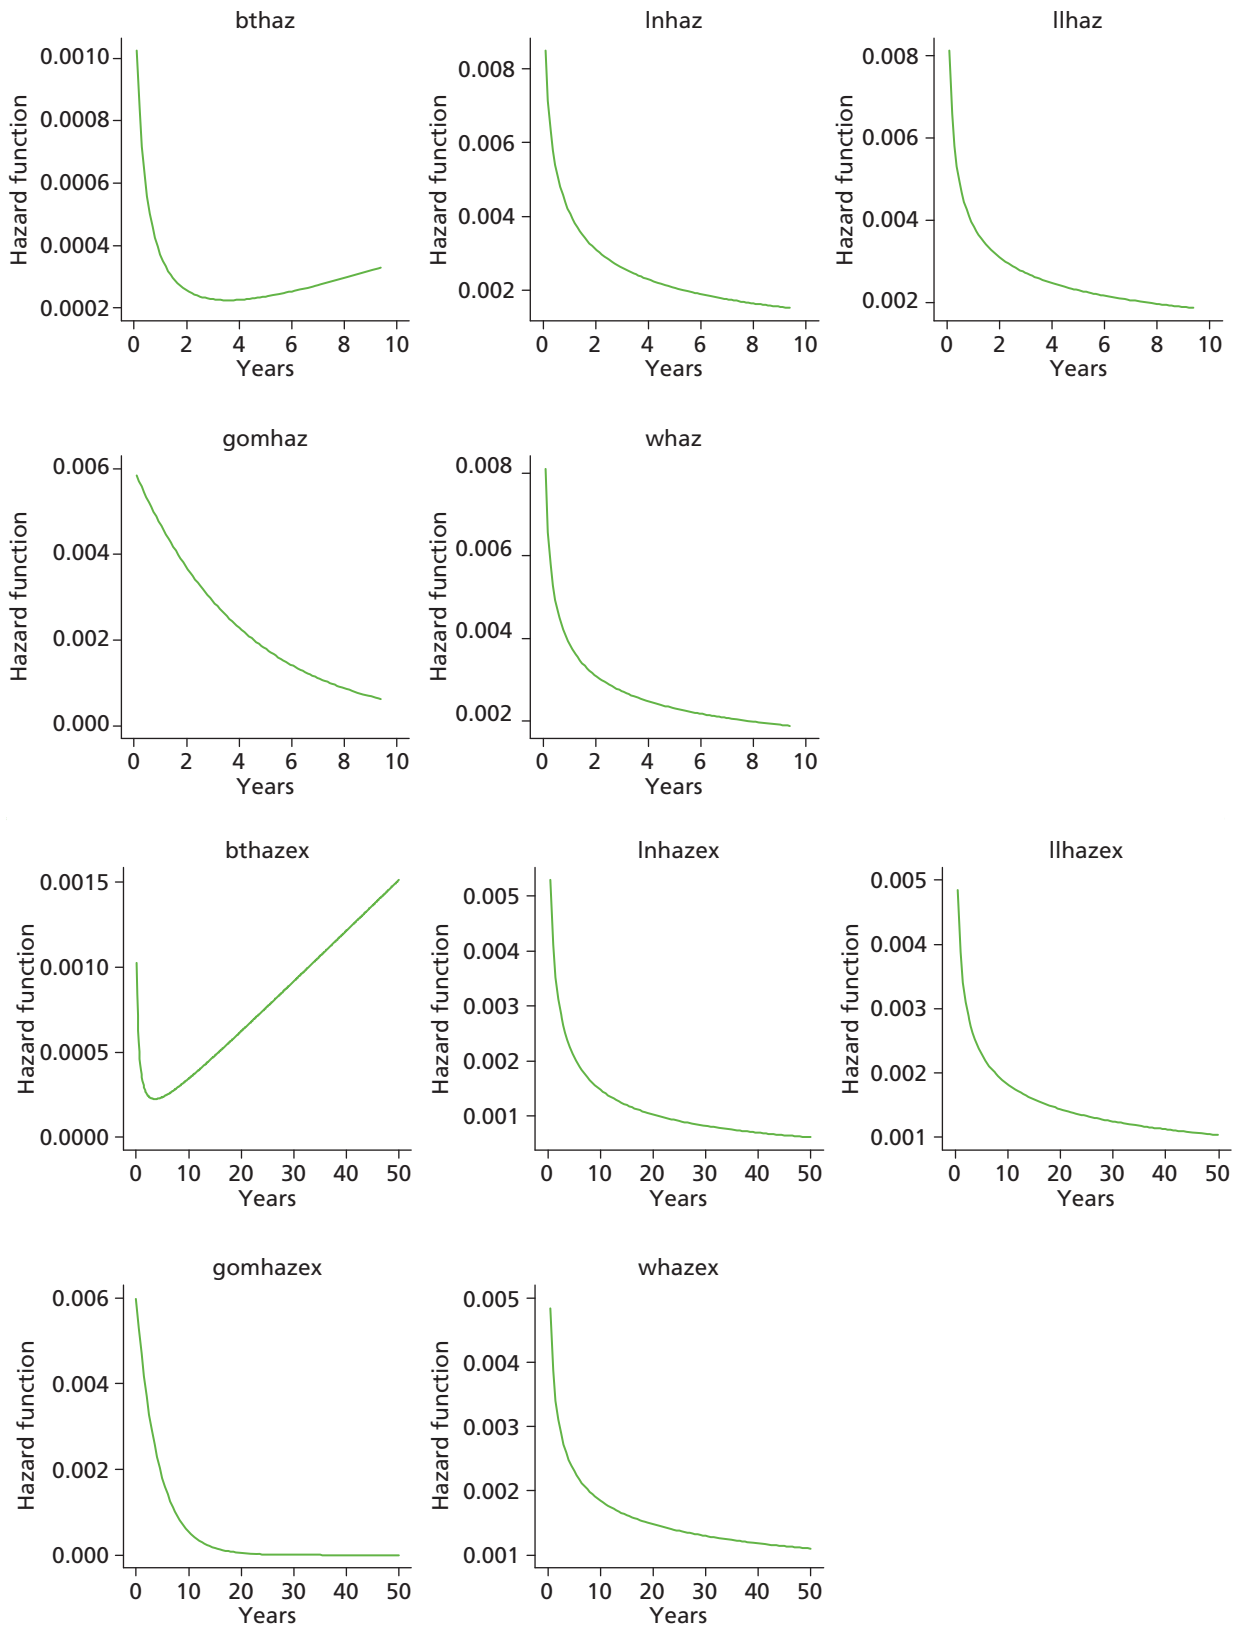 bthaz
Hazard function
0.0010
0.0008
0.0006
0.0004
0.0002
0 2 4 6 8 10
Years
lnhaz
Hazard function
0.008
0.006
0.004
0.002
0 2 4 6 8 10
Years
llhaz
Hazard function
0.008
0.006
0.004
0.002
0 2 4 6 8 10
Years
gomhaz
Hazard function
0.006
0.004
0.002
0.000
0 2 4 6 8 10
Years
whaz
Hazard function
0.008
0.006
0.004
0.002
0 2 4 6 8 10
Years
bthazex
Hazard function
0.0015
0.0010
0.0005
0.0000
0 10 20 30 40 50
Years
lnhazex
Hazard function
0.005
0.004
0.003
0.002
0.001
0 10 20 30 40 50
Years
llhazex
Hazard function
0.005
0.004
0.003
0.002
0.001
0 10 20 30 40 50
Years
gomhazex
Hazard function
0.006
0.004
0.002
0.000
0 10 20 30 40 50
Years
whazex
Hazard function
0.005
0.004
0.003
0.002
0.001
0 10 20 30 40 50
Years